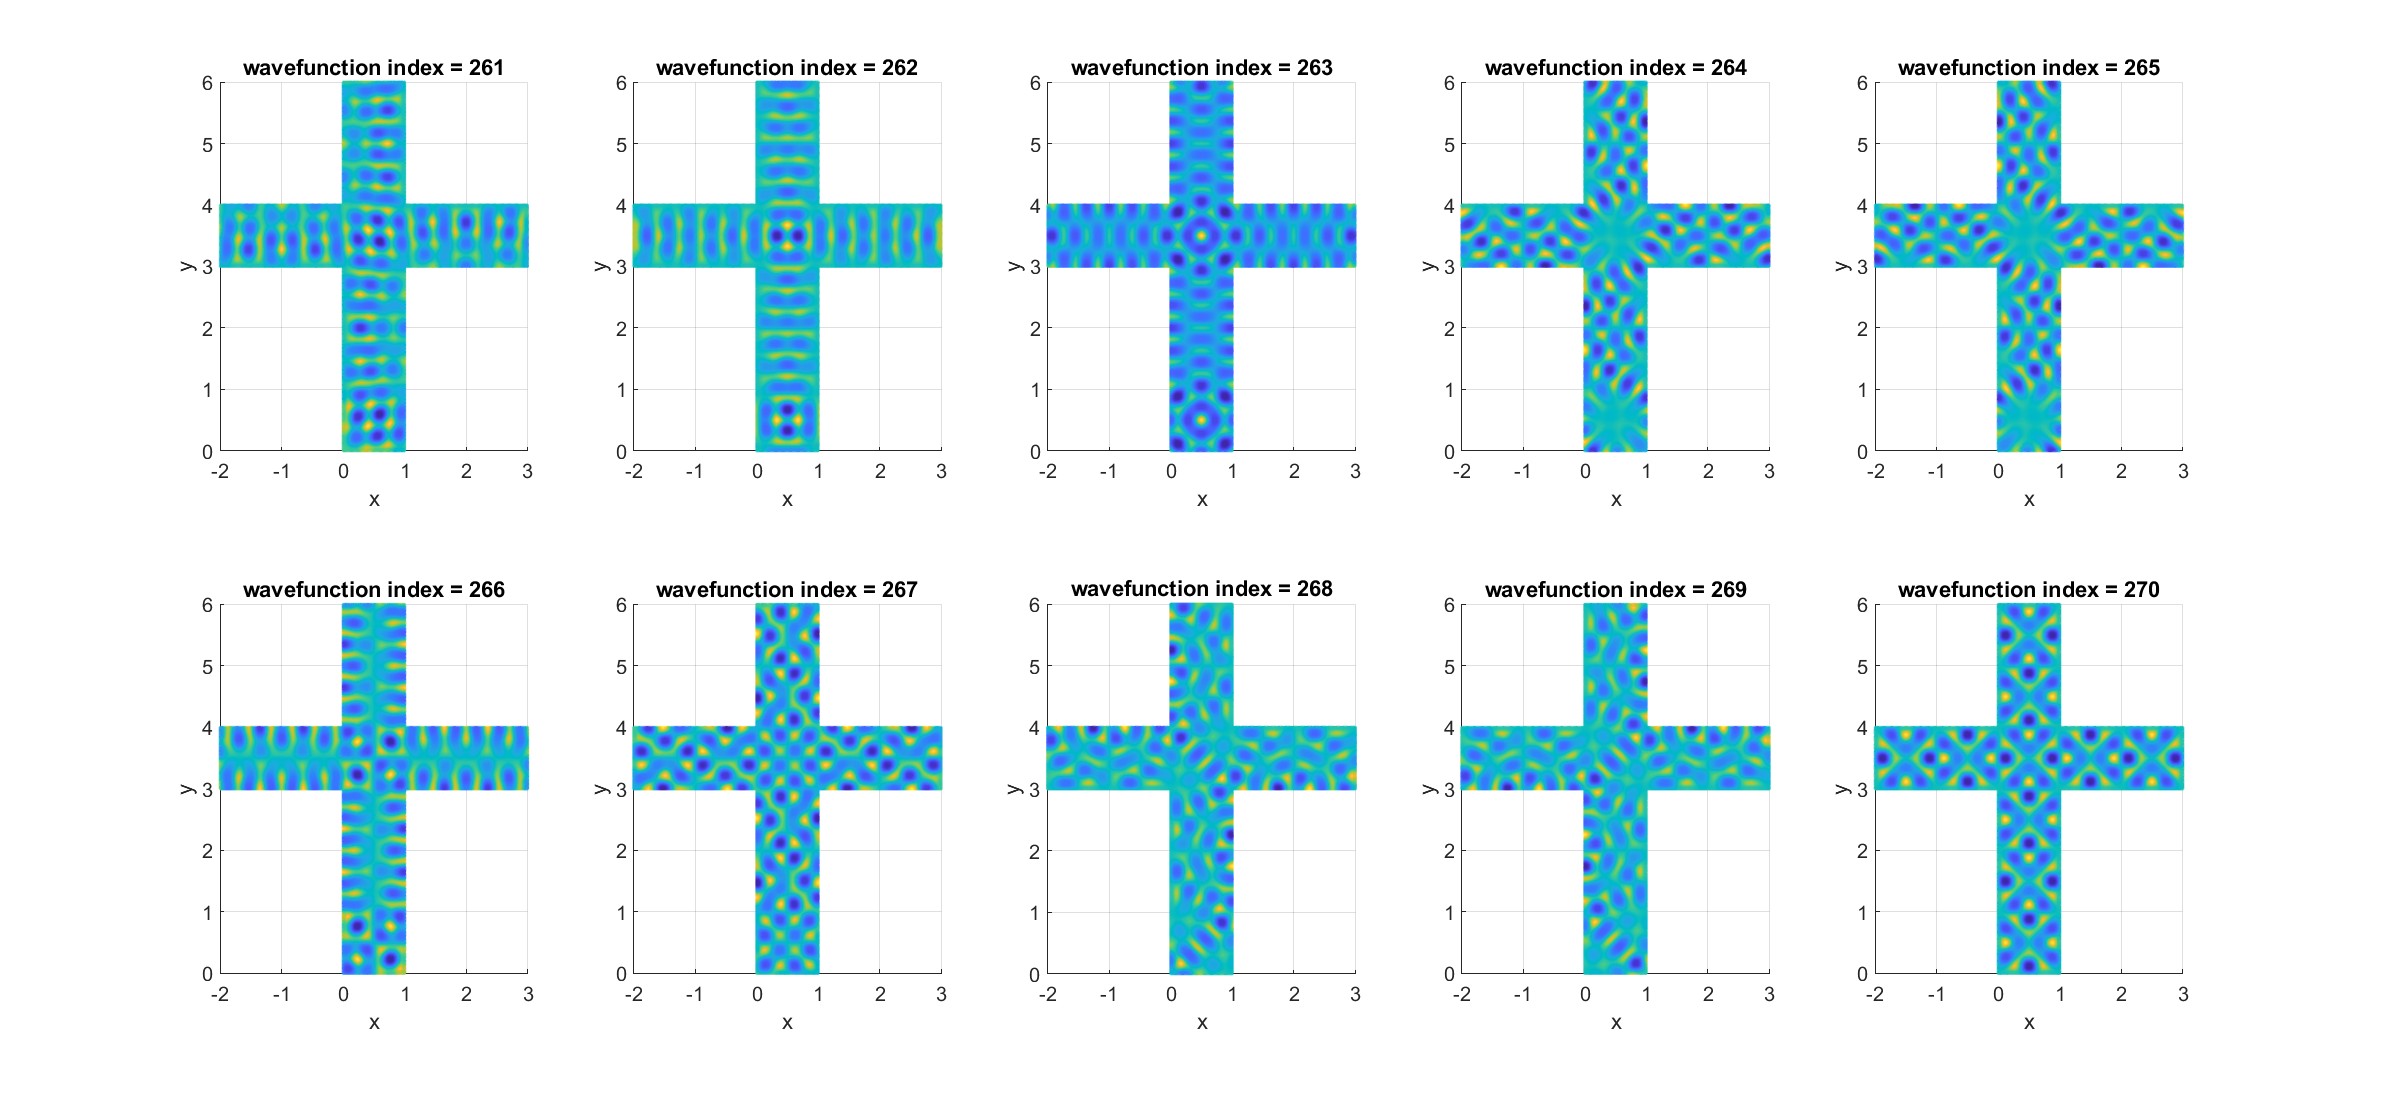 wavefunction index = 261
6
5
4
3
2
1
0
y
-2 -1 0 1 2 3
x
wavefunction index = 262
6
5
4
3
2
1
0
y
-2 -1 0 1 2 3
x
wavefunction index = 263
6
5
4
3
2
1
0
y
-2 -1 0 1 2 3
x
wavefunction index = 264
6
5
4
3
2
1
0
y
-2 -1 0 1 2 3
x
wavefunction index = 265
6
5
4
3
2
1
0
y
-2 -1 0 1 2 3
x
wavefunction index = 266
6
5
4
3
2
1
0
y
-2 -1 0 1 2 3
x
wavefunction index = 267
6
5
4
3
2
1
0
y
-2 -1 0 1 2 3
x
wavefunction index = 268
6
5
4
3
2
1
0
y
-2 -1 0 1 2 3
x
wavefunction index = 269
6
5
4
3
2
1
0
y
-2 -1 0 1 2 3
x
wavefunction index = 270
6
5
4
3
2
1
0
y
-2 -1 0 1 2 3
x